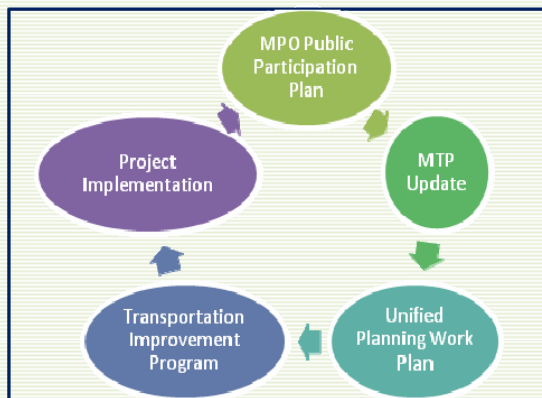 MPO Public
Participation
Plan
MTP
Update
Unified
Planning Work
Plan
Transportation
Improvement
Program
Project
Implementation